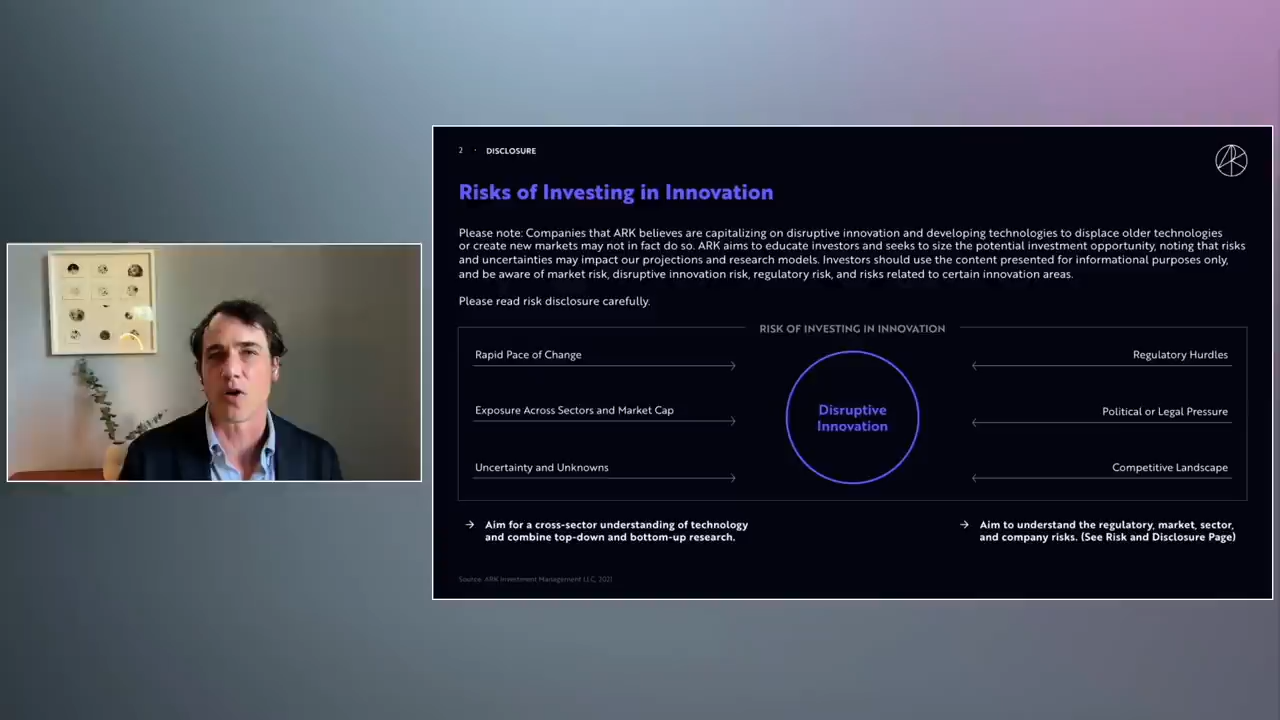 2 · DISCLOSURE
Risks of Investing in Innovation
Please note: Companies that ARK believes are capitalizing on disruptive innovation and developing technologies to displace older technologies
or create new markets may not in fact do so. ARK aims to educate investors and seeks to size the potential investment opportunity, noting that risks
and uncertainties may impact our projections and research models. Investors should use the content presented for informational purposes only,
and be aware of market risk, disruptive innovation risk, regulatory risk, and risks related to certain innovation areas.
Please read risk disclosure carefully.
RISK OF INVESTING IN INNOVATION
Rapid Pace of Change
Exposure Across Sectors and Market Cap
Uncertainty and Unknowns
Disruptive
Innovation
Regulatory Hurdles
Political or Legal Pressure
Competitive Landscape
→ Aim for a cross-sector understanding of technology
and combine top-down and bottom-up research.
→ Aim to understand the regulatory, market, sector,
and company risks. (See Risk and Disclosure Page)
Source: ARK Investment Management LLC, 2021